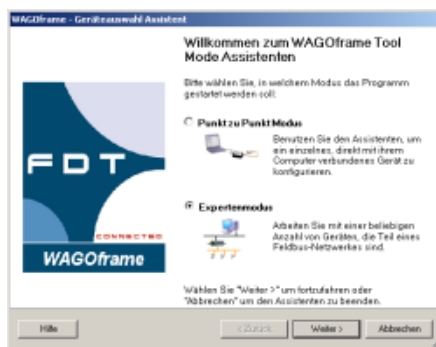 WAGOframe - Geräteauswahl Assistent
Willkommen zum WAGOframe Tool
Mode Assistenten
Bitte wählen Sie, in welchem Modus das Programm
gestartet werden soll:
Punkt zu Punkt Modus
Benutzen Sie den Assistenten, um
ein einzelnes, direkt mit ihrem
Computer verbundenes Gerät zu
konfigurieren.
FDT
CONNECTED
WAGOframe
Expertenmodus
Arbeiten Sie mit einer beliebigen
Anzahl von Geräten, die Teil eines
Feldbus-Netzwerkes sind.
Wählen Sie "Weiter >" um fortzufahren oder
"Abbrechen" um den Assistenten zu beenden.
Hilfe
< Zurück
Weiter >
Abbrechen